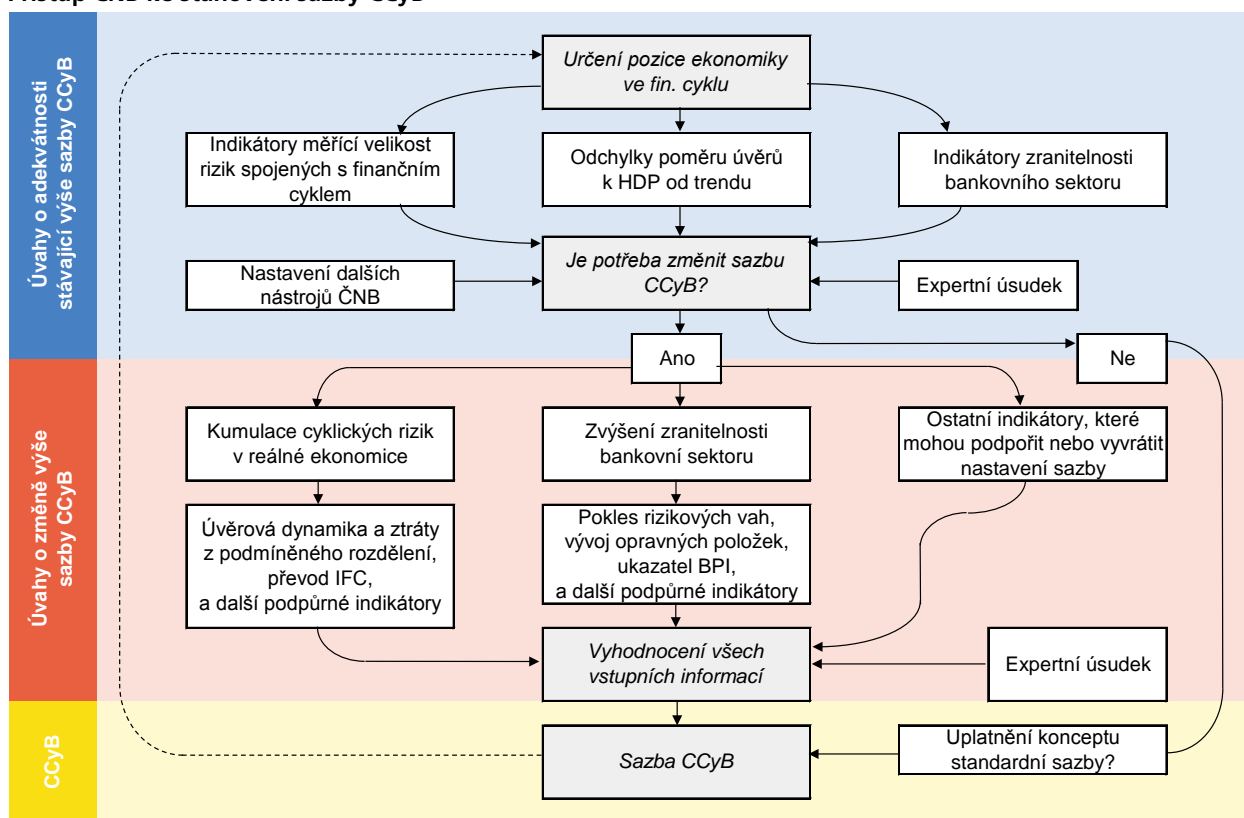 Přístup ČNB ke stanovení sazby CCyB
Úvahy o adekvátnosti
stávající výše sazby CCyB
Určení pozice ekonomiky
ve fin. cyklu
Indikátory měřící velikost
rizik spojených s finančním
cyklem
Odchylky poměru úvěrů
k HDP od trendu
Indikátory zranitelnosti
bankovního sektoru
Je potřeba změnit sazbu
CCyB?
Nastavení dalších
nástrojů ČNB
Expertní úsudek
Ano
Ne
Úvahy o změně výše
sazby CCyB
Kumulace cyklických rizik
v reálné ekonomice
Zvýšení zranitelnosti
bankovní sektoru
Ostatní indikátory, které
mohou podpořit nebo vyvrátit
nastavení sazby
Úvěrová dynamika a ztráty
z podmíněného rozdělení,
převod IFC,
a další podpůrné indikátory
Pokles rizikových vah,
vývoj opravných položek,
ukazatel BPI,
a další podpůrné indikátory
Vyhodnocení všech
vstupních informací
Expertní úsudek
CCyB
Sazba CCyB
Uplatnění konceptu
standardní sazby?